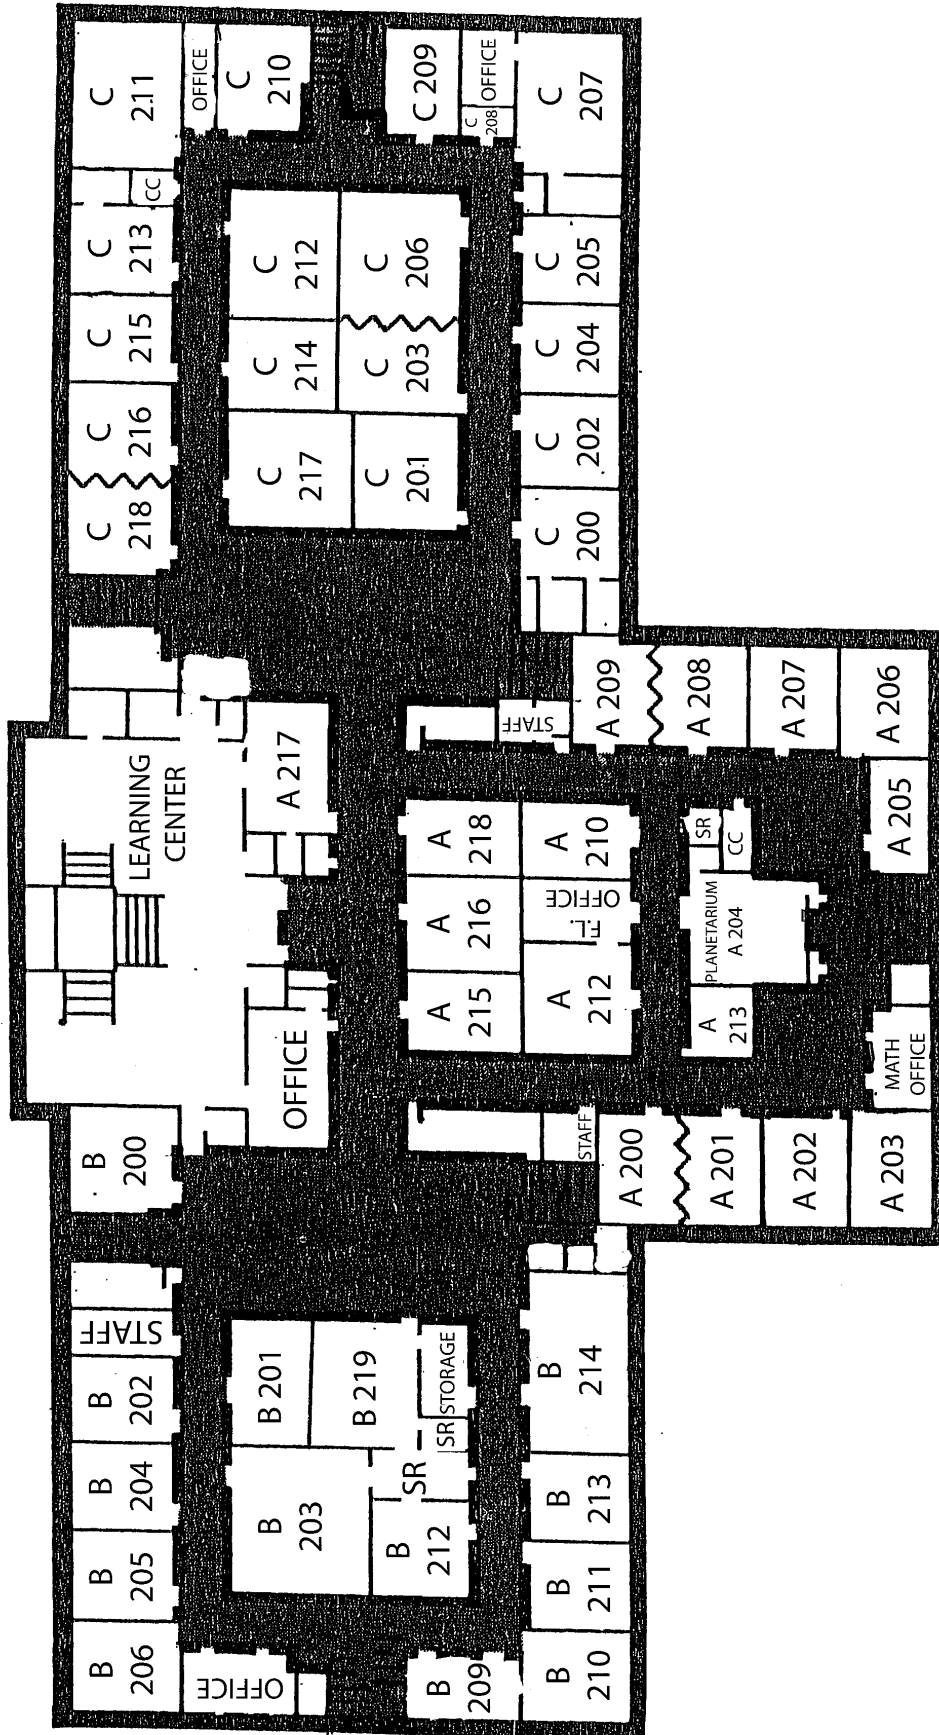 C
211
OFFICE
C
210
C 209
OFFICE
C
208
C
207
CC
C
213
C
212
C
206
C
205
C
215
C
214
C
203
C
204
C
216
C
217
C
201
C
202
C
218
C
200
LEARNING
CENTER
A 217
STAFF
A 209
A 208
A 207
A 206
A 205
A
218
A
210
SR
CC
A
216
OFFICE
F.L.
PLANETARIUM
A 204
A
215
A
212
A
213
MATH
OFFICE
OFFICE
B
200
STAFF
A 200
A 201
A 202
A 203
STAFF
B
202
B 201
B 219
STORAGE
B
214
B
204
SR
SR
B
203
B
212
B
213
B
205
B
211
B
206
OFFICE
B
209
B
210